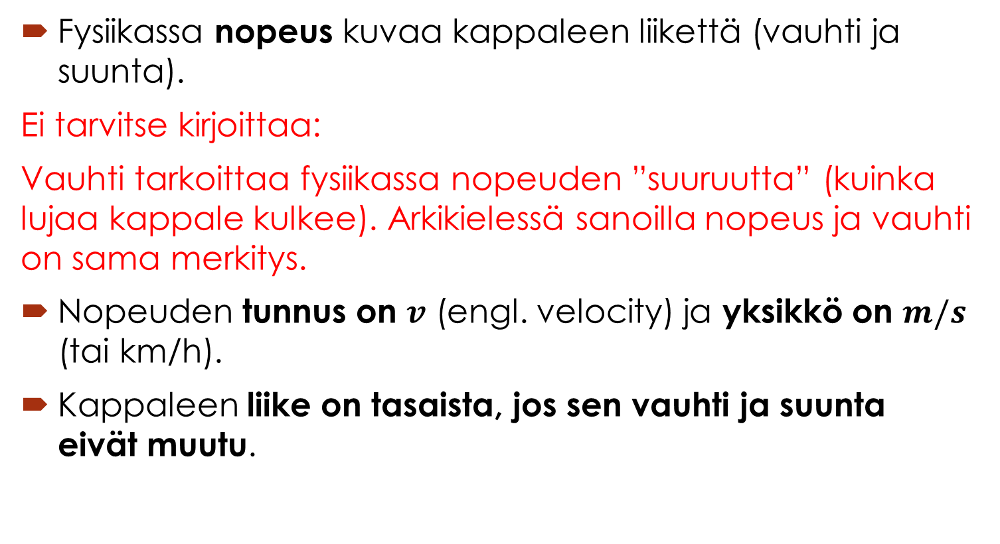 Fysiikassa nopeus kuvaa kappaleen liikettä (vauhti ja
suunta).
Ei tarvitse kirjoittaa:
Vauhti tarkoittaa fysiikassa nopeuden ”suuruutta” (kuinka
lujaa kappale kulkee). Arkikielessä sanoilla nopeus ja vauhti
on sama merkitys.
Nopeuden tunnus on v (engl. velocity) ja yksikkö on m/s
(tai km/h).
Kappaleen liike on tasaista, jos sen vauhti ja suunta
eivät muutu.